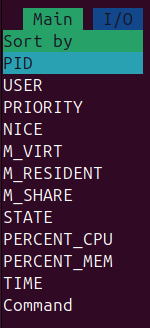 Main I/O
Sort by
PID
USER
PRIORITY
NICE
M_VIRT
M_RESIDENT
M_SHARE
STATE
PERCENT_CPU
PERCENT_MEM
TIME
Command